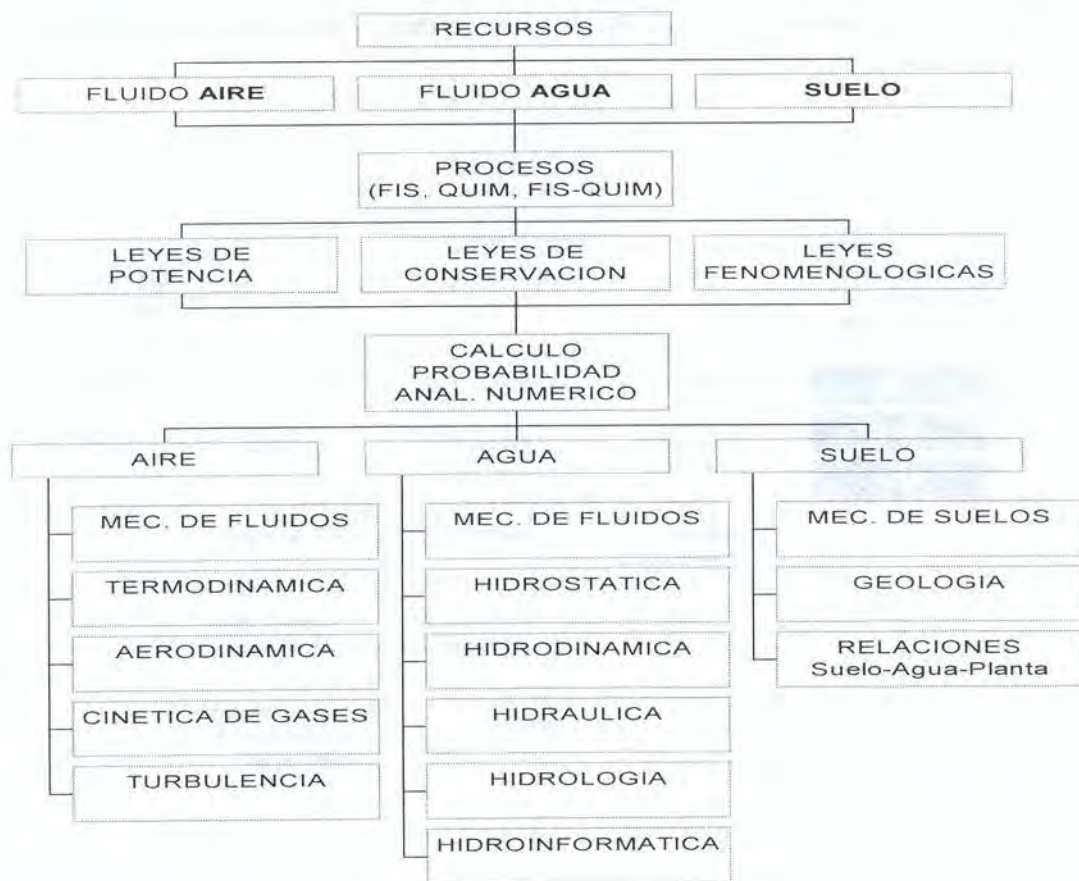 RECURSOS
FLUIDO AIRE
FLUIDO AGUA
SUELO
PROCESOS
(FIS, QUIM, FIS-QUIM)
LEYES DE
POTENCIA
LEYES DE
C0NSERVACION
LEYES
FENOMENOLOGICAS
CALCULO
PROBABILIDAD
ANAL. NUMERICO
AIRE
MEC. DE FLUIDOS
TERMODINAMICA
AERODINAMICA
CINETICA DE GASES
TURBULENCIA
AGUA
MEC. DE FLUIDOS
HIDROSTATICA
HIDRODINAMICA
HIDRAULICA
HIDROLOGIA
HIDROINFORMATICA
SUELO
MEC. DE SUELOS
GEOLOGIA
RELACIONES
Suelo-Agua-Planta